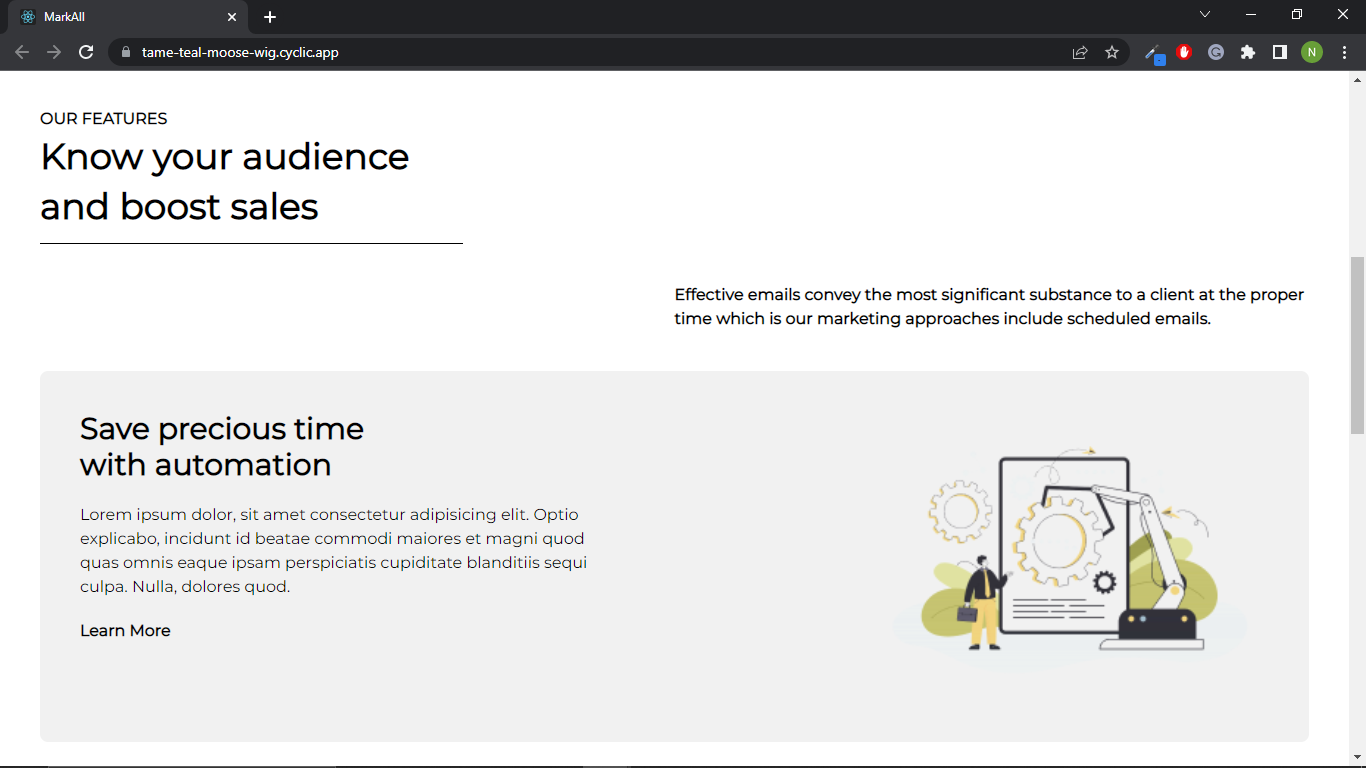 MarkAll
tame-teal-moose-wig.cyclic.app
N
OUR FEATURES
Know your audience
and boost sales
Effective emails convey the most significant substance to a client at the proper
time which is our marketing approaches include scheduled emails.
Save precious time
with automation
Lorem ipsum dolor, sit amet consectetur adipisicing elit. Optio
explicabo, incidunt id beatae commodi maiores et magni quod
quas omnis eaque ipsam perspiciatis cupiditate blanditiis sequi
culpa. Nulla, dolores quod.
Learn More